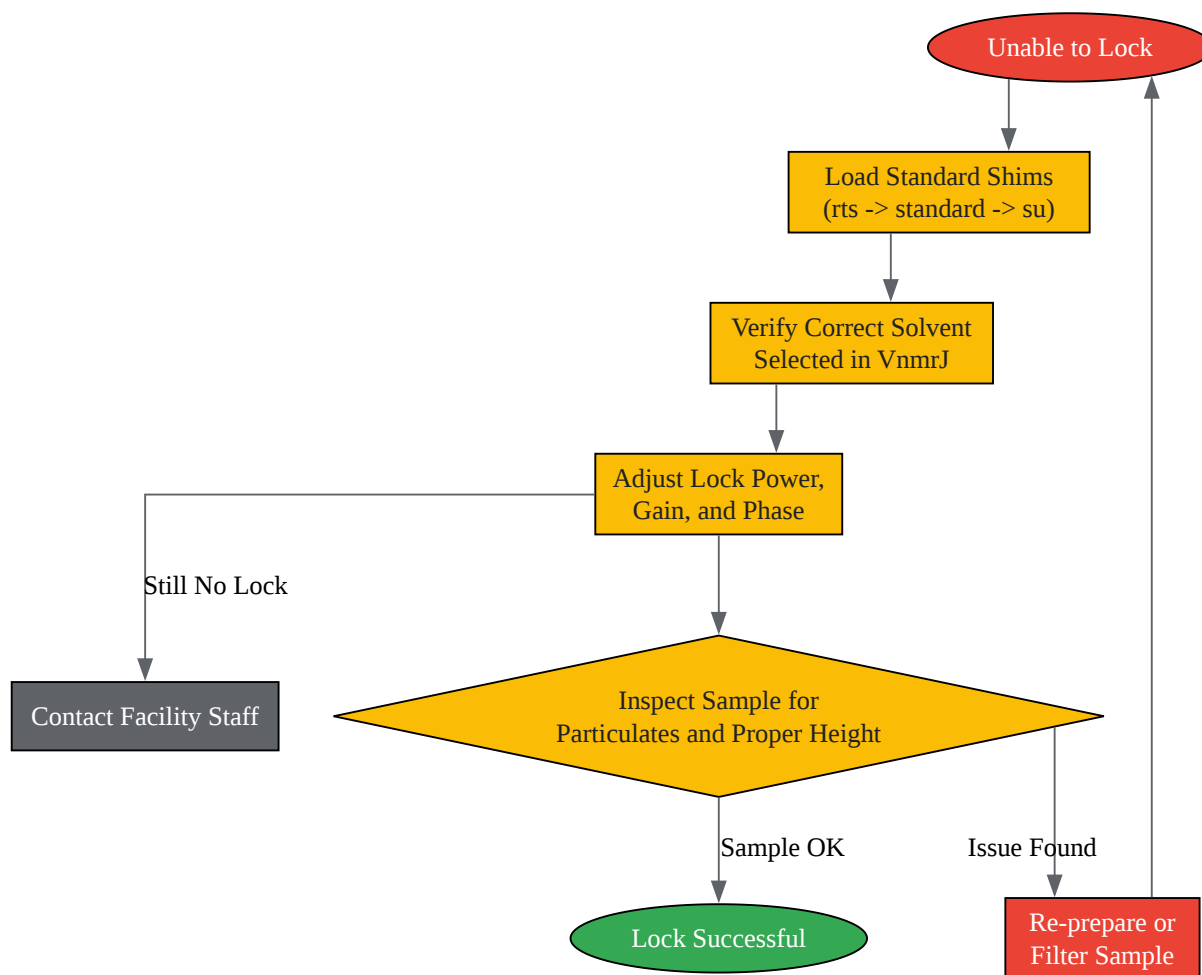 Unable to Lock
Load Standard Shims
(rts -> standard -> su)
Verify Correct Solvent
Selected in VnmrJ
Adjust Lock Power,
Gain, and Phase
Still No Lock
Contact Facility Staff
Inspect Sample for
Particulates and Proper Height
Sample OK
Issue Found
Lock Successful
Re-prepare or
Filter Sample